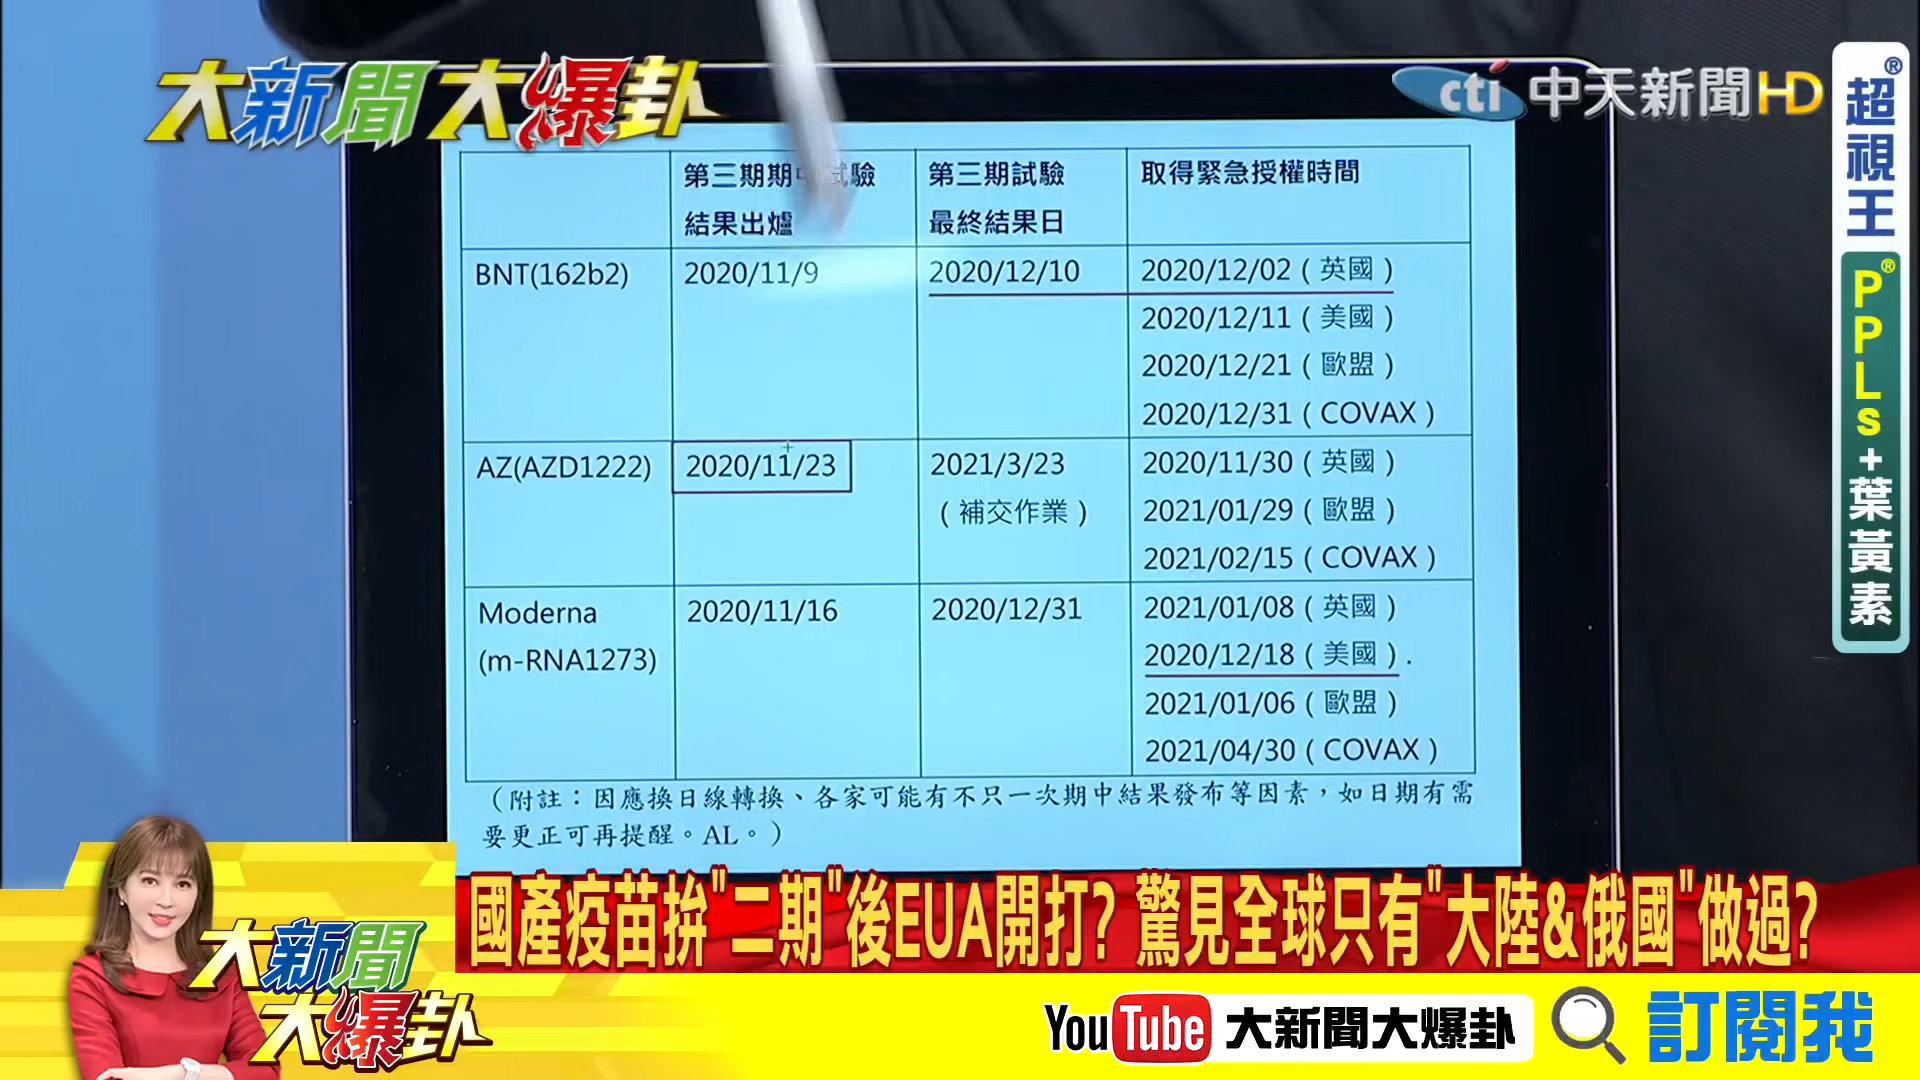 大新聞大爆卦
cti 中天新聞HD
超視王®
PPLs®+葉黃素
第三期期中試驗
結果出爐
第三期試驗
最終結果日
取得緊急授權時間
BNT(162b2)
2020/11/9
2020/12/10
2020/12/02(英國)
2020/12/11(美國)
2020/12/21(歐盟)
2020/12/31(COVAX)
AZ(AZD1222)
2020/11/23
2021/3/23
(補交作業)
2020/11/30(英國)
2021/01/29(歐盟)
2021/02/15(COVAX)
Moderna
(m-RNA1273)
2020/11/16
2020/12/31
2021/01/08(英國)
2020/12/18(美國).
2021/01/06(歐盟)
2021/04/30(COVAX)
(附註:因應換日線轉換、各家可能有不只一次期中結果發布等因素,如日期有需
要更正可再提醒。AL。)
國產疫苗拚"二期"後EUA開打?驚見全球只有"大陸&俄國"做過?
大新聞
大爆卦
YouTube 大新聞大爆卦
訂閱我